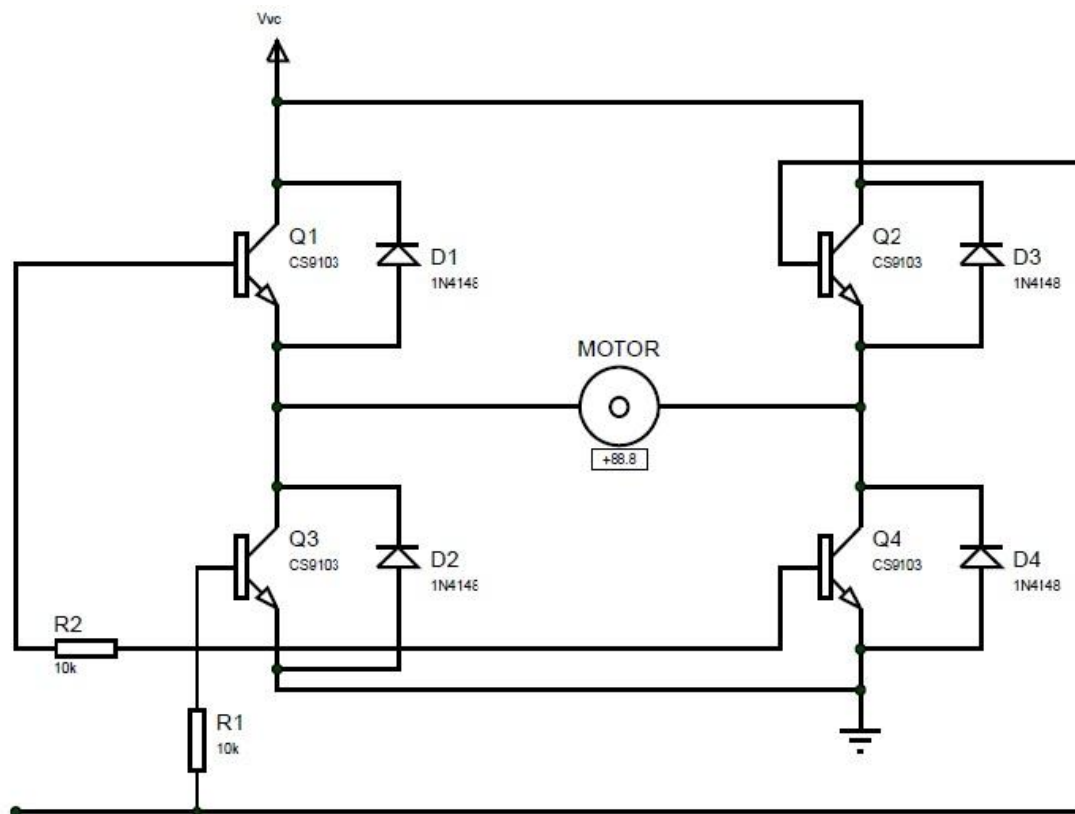 Vvc
Q1
CS9103
D1
1N4148
Q2
CS9103
D3
1N4148
MOTOR
+88.8
Q3
CS9103
D2
1N4148
Q4
CS9103
D4
1N4148
R2
10k
R1
10k